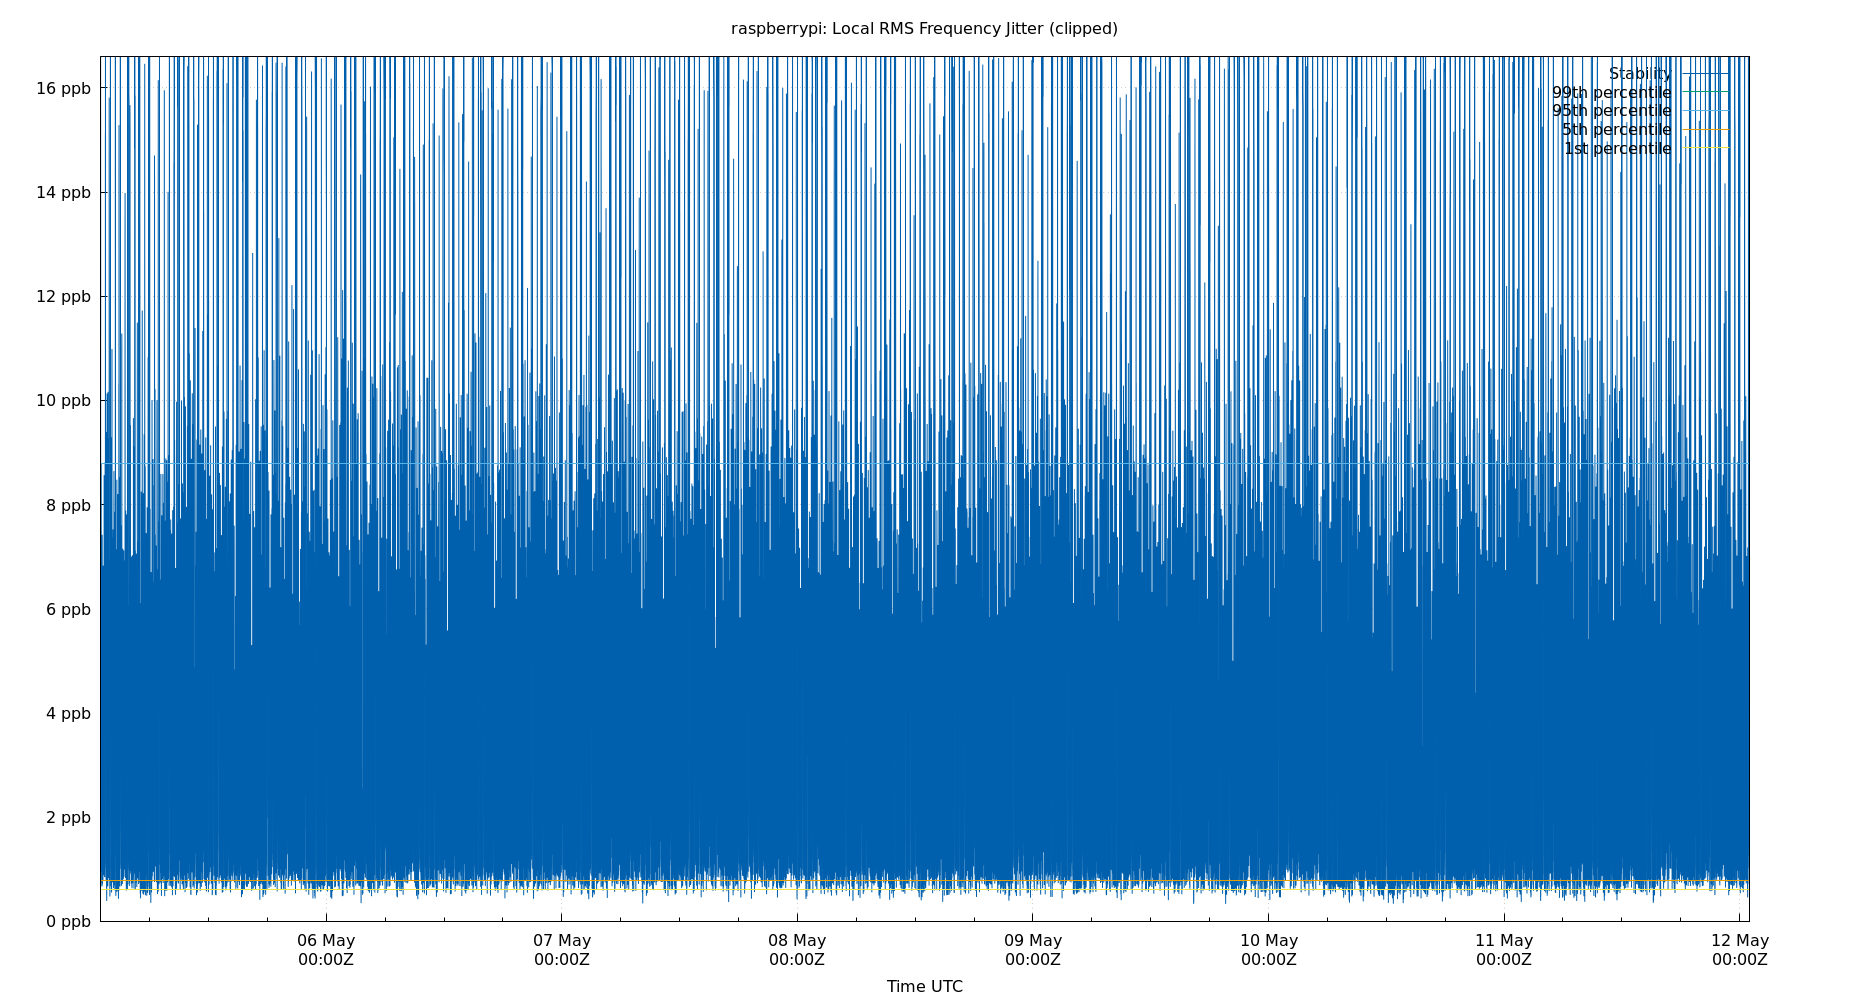 raspberrypi: Local RMS Frequency Jitter (clipped)
16 ppb
14 ppb
12 ppb
10 ppb
8 ppb
6 ppb
4 ppb
2 ppb
0 ppb
Stability
99th percentile
95th percentile
5th percentile
1st percentile
06 May
00:00Z
07 May
00:00Z
08 May
00:00Z
09 May
00:00Z
10 May
00:00Z
11 May
00:00Z
12 May
00:00Z
Time UTC